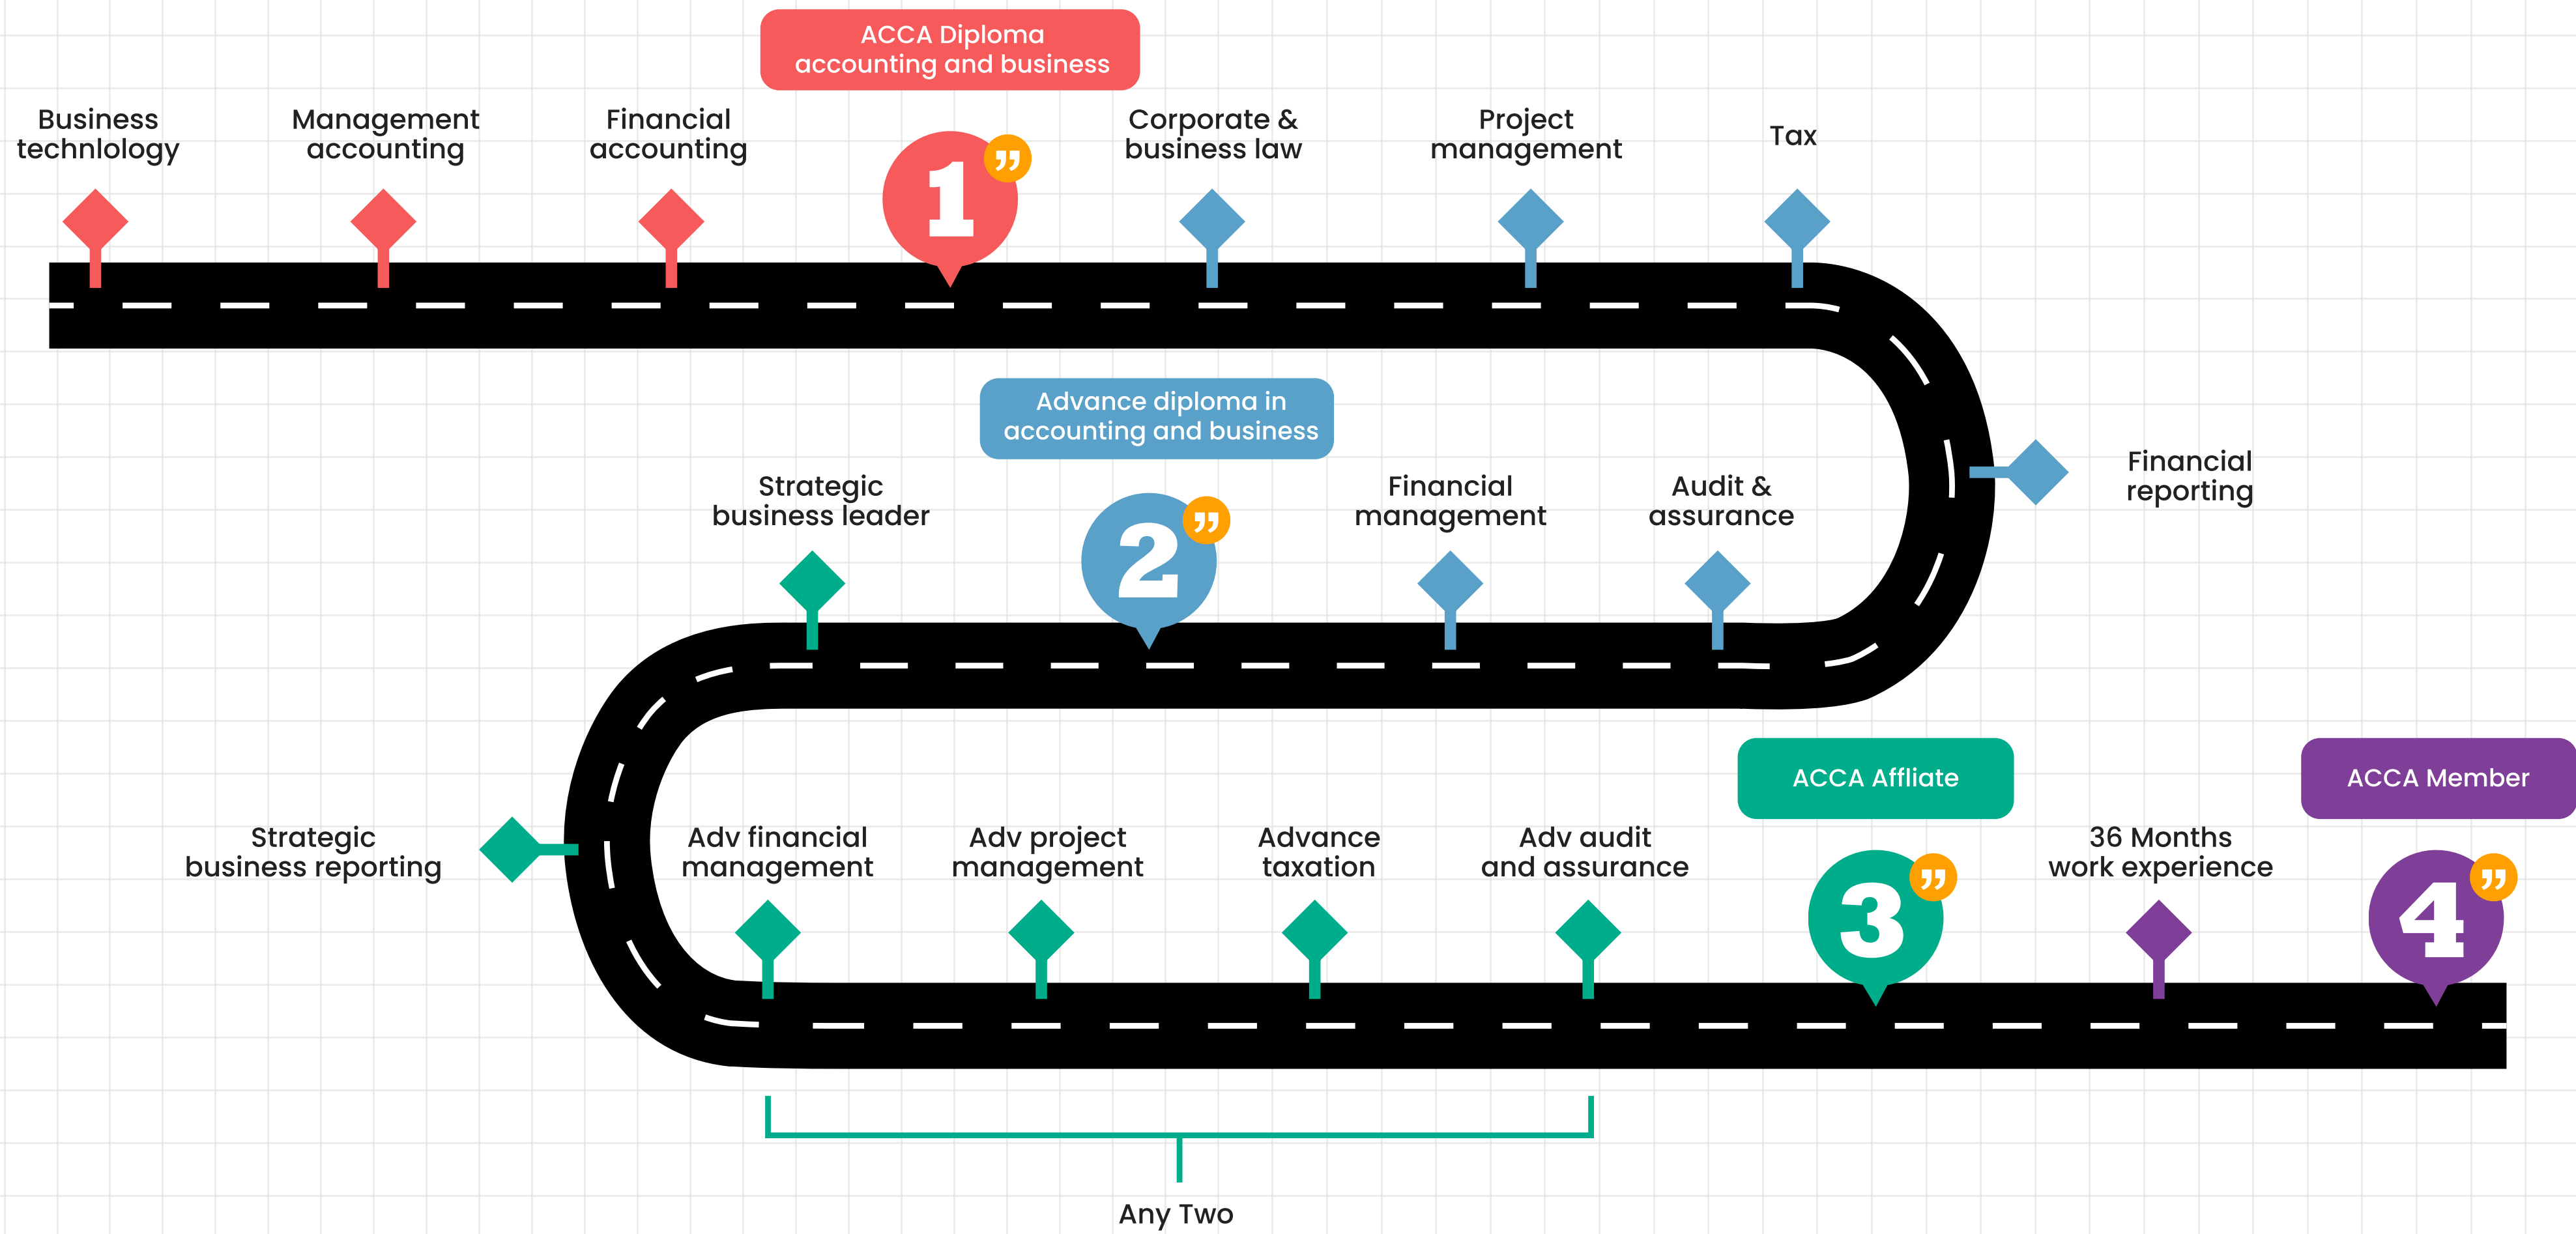 ACCA Diploma
accounting and business
Business
technlology
Management
accounting
Financial
accounting
1
Corporate &
business law
Project
management
Tax
Financial
reporting
Audit &
assurance
Financial
management
Advance diploma in
accounting and business
2
Strategic
business leader
Strategic
business reporting
Adv financial
management
Adv project
management
Advance
taxation
Adv audit
and assurance
ACCA Affliate
3
36 Months
work experience
ACCA Member
4
Any Two